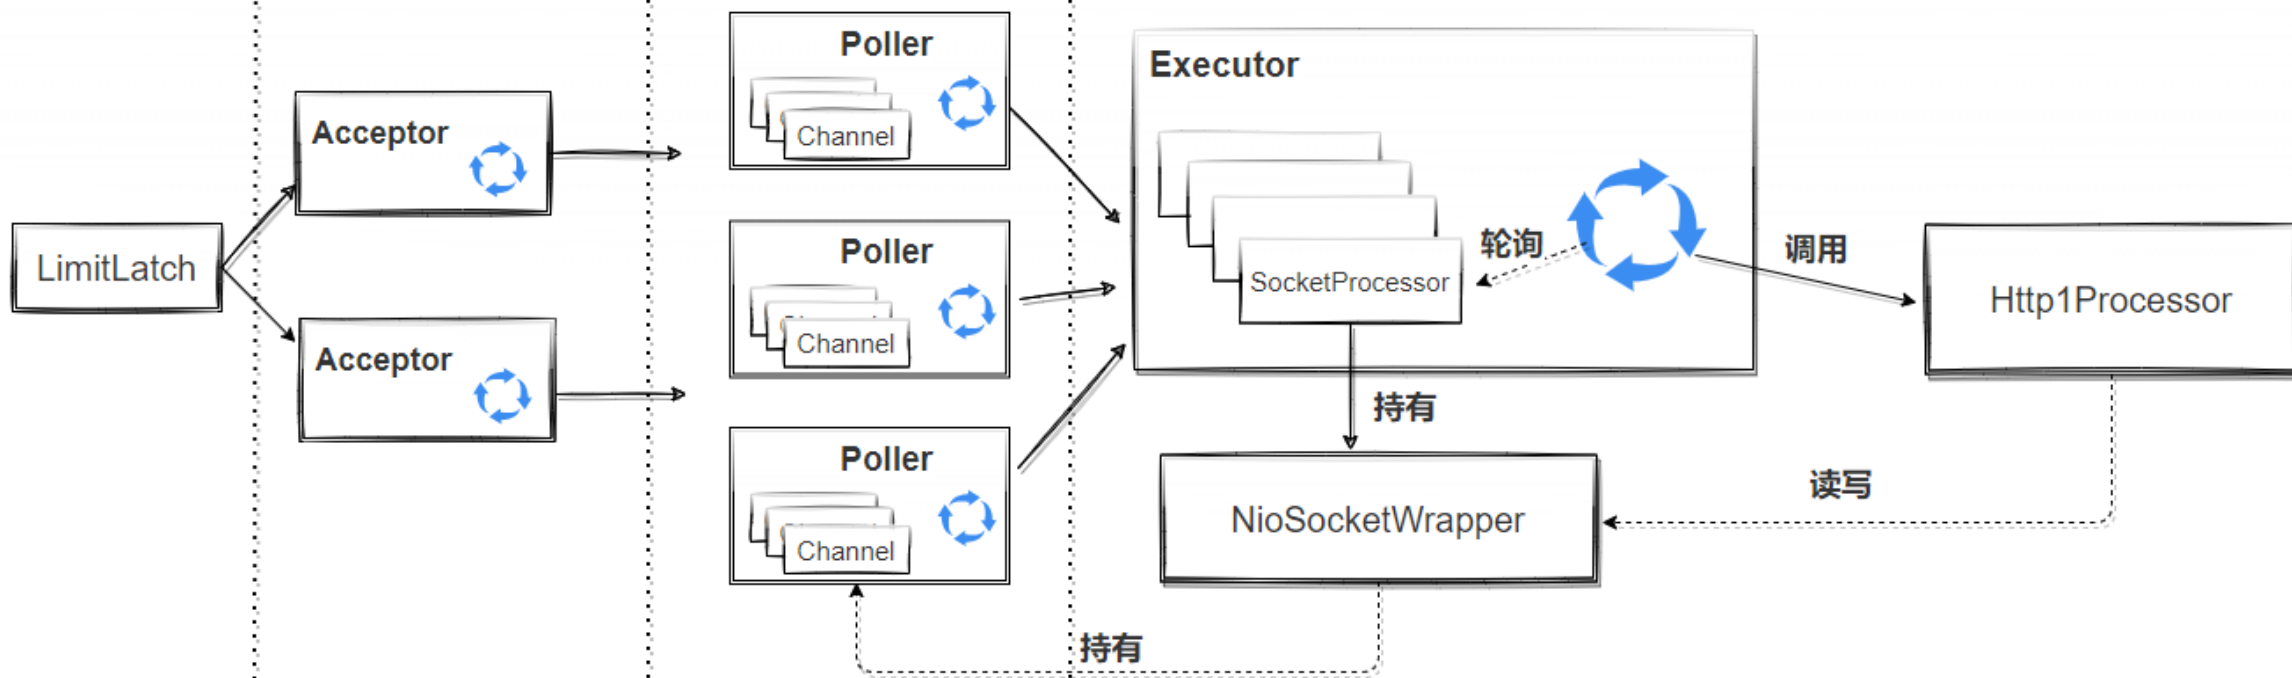 LimitLatch
Acceptor
Acceptor
Poller
Channel
Poller
Channel
Poller
Channel
Executor
SocketProcessor
轮询
调用
Http1Processor
持有
NioSocketWrapper
读写
持有